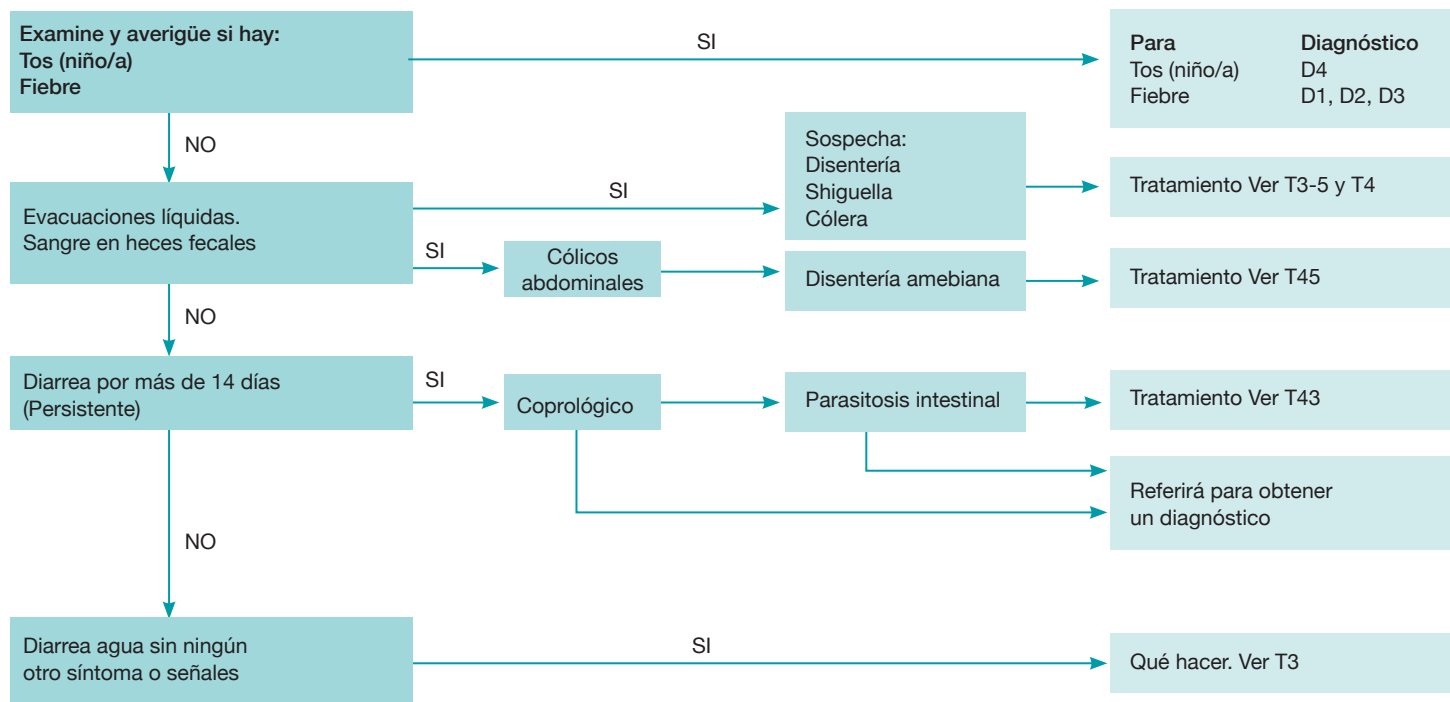 Examine y averigüe si hay:
Tos (niño/a)
Fiebre
SI
Para Diagnóstico
Tos (niño/a) D4
Fiebre D1, D2, D3
NO
Evacuaciones líquidas.
Sangre en heces fecales
SI
Sospecha:
Disentería
Shiguella
Cólera
Tratamiento Ver T3-5 y T4
SI
Cólicos
abdominales
Disentería amebiana
Tratamiento Ver T45
NO
Diarrea por más de 14 días
(Persistente)
SI
Coprológico
Parasitosis intestinal
Tratamiento Ver T43
Referirá para obtener
un diagnóstico
NO
Diarrea agua sin ningún
otro síntoma o señales
SI
Qué hacer. Ver T3